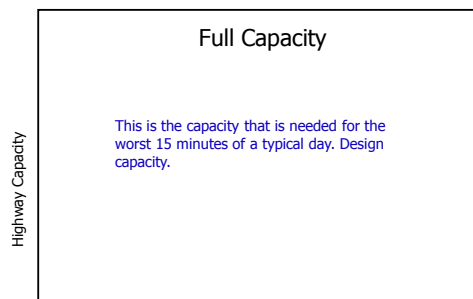 Full Capacity
This is the capacity that is needed for the
worst 15 minutes of a typical day. Design
capacity.
Highway Capacity